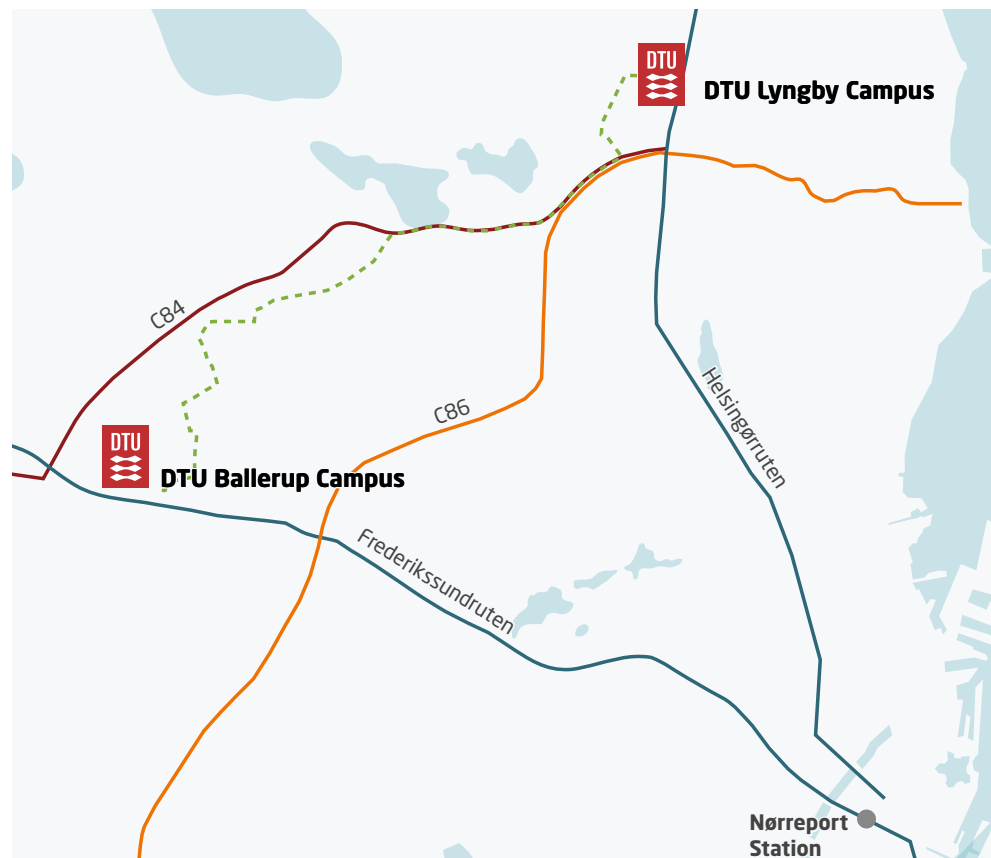 DTU
DTU Lyngby Campus
C84
Helsingørruten
C86
DTU
DTU Ballerup Campus
Frederikssundruten
Nørreport
Station